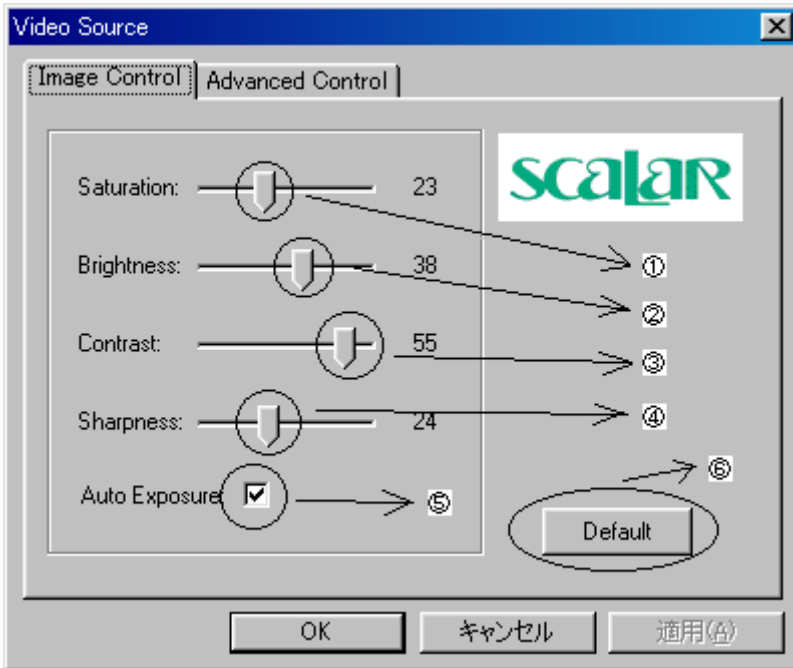 Video Source
Image Control Advanced Control
SCALAR
Saturation: 23
Brightness: 38
Contrast: 55
Sharpness: 24
Auto Exposure
①
②
③
④
⑤
⑥
Default
OK キャンセル 適用(A)